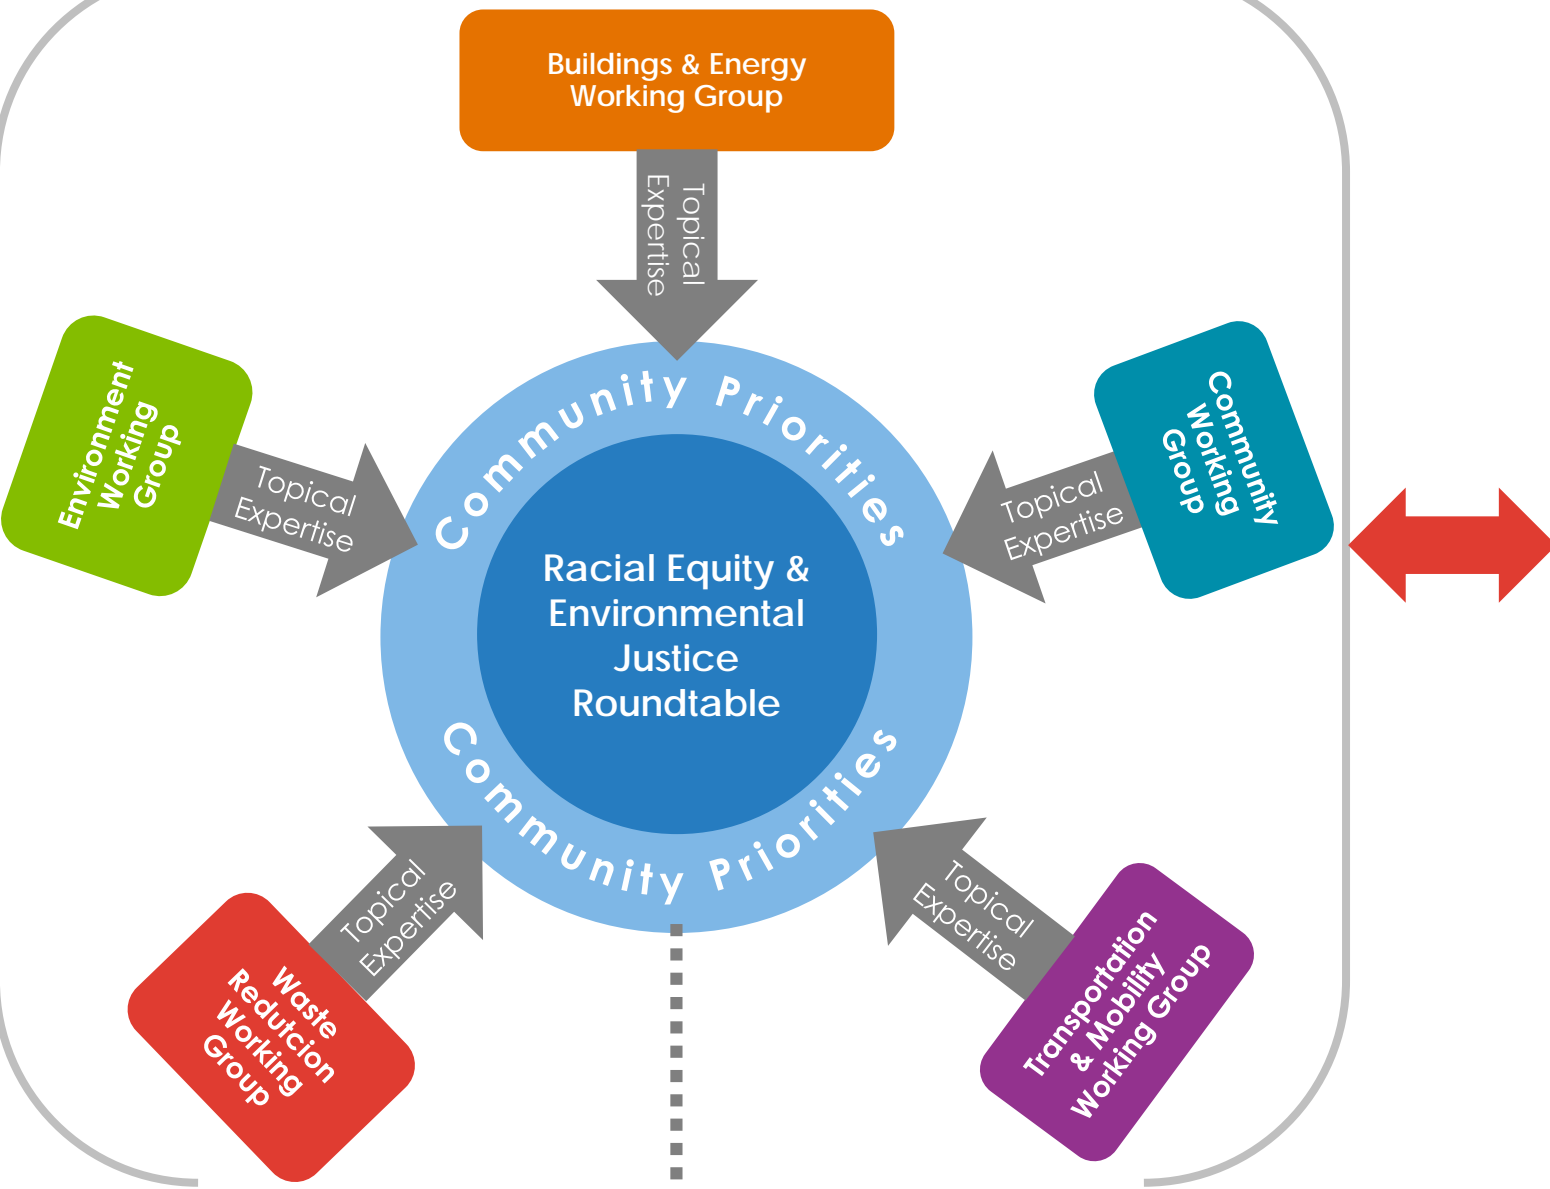 Buildings & Energy
Working Group
Topical
Expertise
Environment
Working
Group
Topical
Expertise
Community
Working
Group
Topical
Expertise
Community Priorities
Racial Equity &
Environmental
Justice
Roundtable
Community Priorities
Topical
Expertise
Waste
Redutcion
Working
Group
Topical
Expertise
Transportation
& Mobility
Working Group